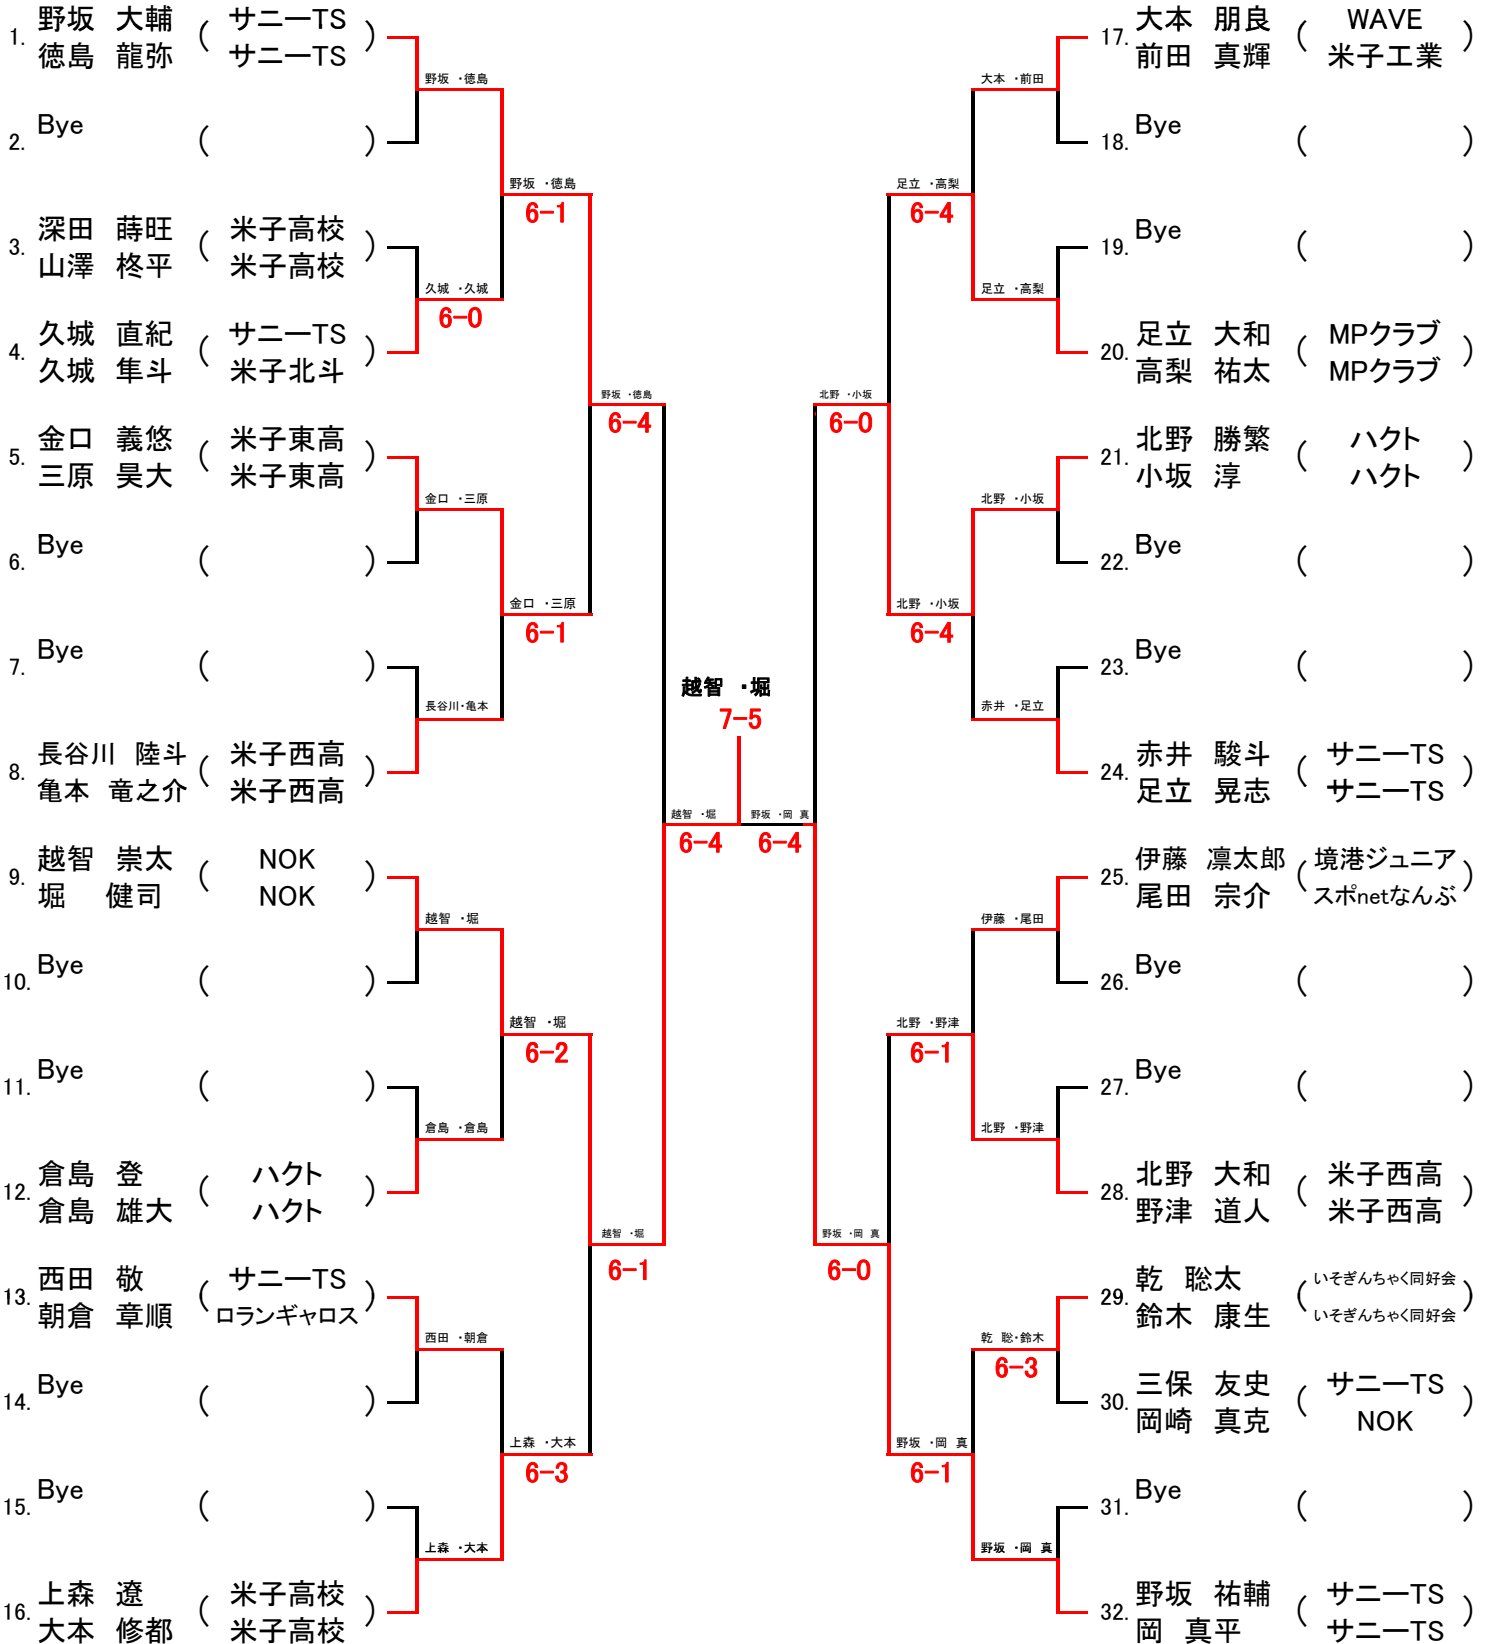 1. 野坂 大輔 ( サニーTS )
徳島 龍弥 サニーTS
2. Bye ( )
3. 深田 蒔旺 ( 米子高校 )
山澤 柊平 米子高校
4. 久城 直紀 ( サニーTS )
久城 隼斗 米子北斗
5. 金口 義悠 ( 米子東高 )
三原 昊大 米子東高
6. Bye ( )
7. Bye ( )
8. 長谷川 陸斗 ( 米子西高 )
亀本 竜之介 米子西高
9. 越智 崇太 ( NOK )
堀 健司 NOK
10. Bye ( )
11. Bye ( )
12. 倉島 登 ( ハクト )
倉島 雄大 ハクト
13. 西田 敬 ( サニーTS )
朝倉 章順 ロランギャロス
14. Bye ( )
15. Bye ( )
16. 上森 遼 ( 米子高校 )
大本 修都 米子高校
野坂 ・徳島
久城 ・久城
6-0
金口 ・三原
長谷川・亀本
越智 ・堀
倉島 ・倉島
西田 ・朝倉
上森 ・大本
野坂 ・徳島
6-1
金口 ・三原
6-1
越智 ・堀
6-2
上森 ・大本
6-3
野坂 ・徳島
6-4
越智 ・堀
6-1
越智 ・堀
6-4
越智 ・堀
7-5
野坂 ・岡 真
6-4
北野 ・小坂
6-0
野坂 ・岡 真
6-0
足立 ・高梨
6-4
北野 ・小坂
6-4
北野 ・野津
6-1
野坂 ・岡 真
6-1
大本 ・前田
足立 ・高梨
北野 ・小坂
赤井 ・足立
伊藤 ・尾田
北野 ・野津
乾 聡・鈴木
6-3
野坂 ・岡 真
17. 大本 朋良 ( WAVE )
前田 真輝 米子工業
18. Bye ( )
19. Bye ( )
20. 足立 大和 ( MPクラブ )
高梨 祐太 MPクラブ
21. 北野 勝繁 ( ハクト )
小坂 淳 ハクト
22. Bye ( )
23. Bye ( )
24. 赤井 駿斗 ( サニーTS )
足立 晃志 サニーTS
25. 伊藤 凛太郎 ( 境港ジュニア )
尾田 宗介 スポnetなんぶ
26. Bye ( )
27. Bye ( )
28. 北野 大和 ( 米子西高 )
野津 道人 米子西高
29. 乾 聡太 ( いそぎんちゃく同好会 )
鈴木 康生 いそぎんちゃく同好会
30. 三保 友史 ( サニーTS )
岡崎 真克 NOK
31. Bye ( )
32. 野坂 祐輔 ( サニーTS )
岡 真平 サニーTS